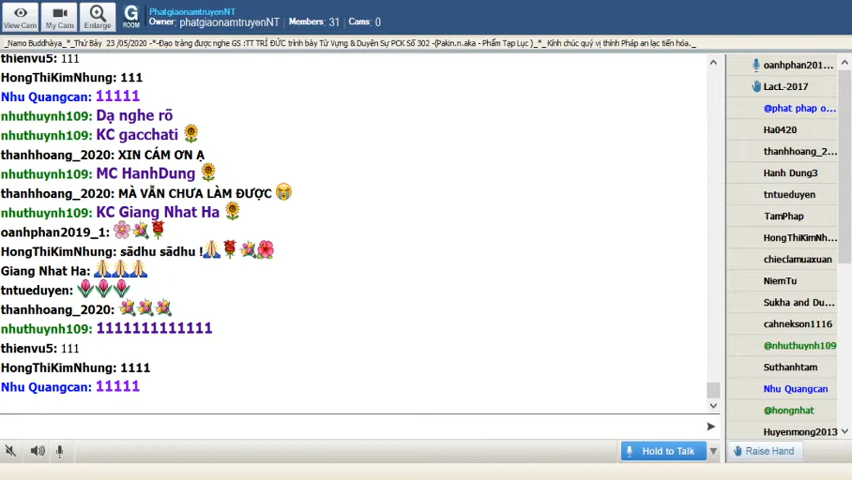 View Cam
My Cam
Enlarge
G ROOM
PhatgiaonamtruyenNT
Owner: phatgiaonamtruyenNT Members: 31 Cams: 0
_Namo Buddhāya_*_Thứ Bảy 23 /05/2020 -*-Đạo tràng được nghe GS :TT TRÍ ĐỨC trình bày Tứ Vựng & Duyên Sự PCK Số 302 -(Pakin.n.aka - Phẩm Tạp Lục )_*_ Kính chúc quý vị thính Pháp an lạc tiến hóa._
thienvu5: 111
HongThiKimNhung: 111
Nhu Quangcan: 11111
nhuthuynh109: Dạ nghe rõ
nhuthuynh109: KC gacchati
thanhhoang_2020: XIN CÁM ƠN Ạ
nhuthuynh109: MC HanhDung
thanhhoang_2020: MÀ VẪN CHƯA LÀM ĐƯỢC
nhuthuynh109: KC Giang Nhat Ha
oanhphan2019_1:
HongThiKimNhung: sādhu sādhu !
Giang Nhat Ha:
tntueduyen:
thanhhoang_2020:
nhuthuynh109: 1111111111111
thienvu5: 111
HongThiKimNhung: 1111
Nhu Quangcan: 11111
Hold to Talk
oanhphan201...
LacL-2017
@phat phap o...
Ha0420
thanhhoang_2...
Hanh Dung3
tntueduyen
TamPhap
HongThiKimNh...
chieclamuaxuan
NiemTu
Sukha and Du...
cahnekson1116
@nhuthuynh109
Suthanhtam
Nhu Quangcan
@hongnhat
Huyenmong2013
Raise Hand